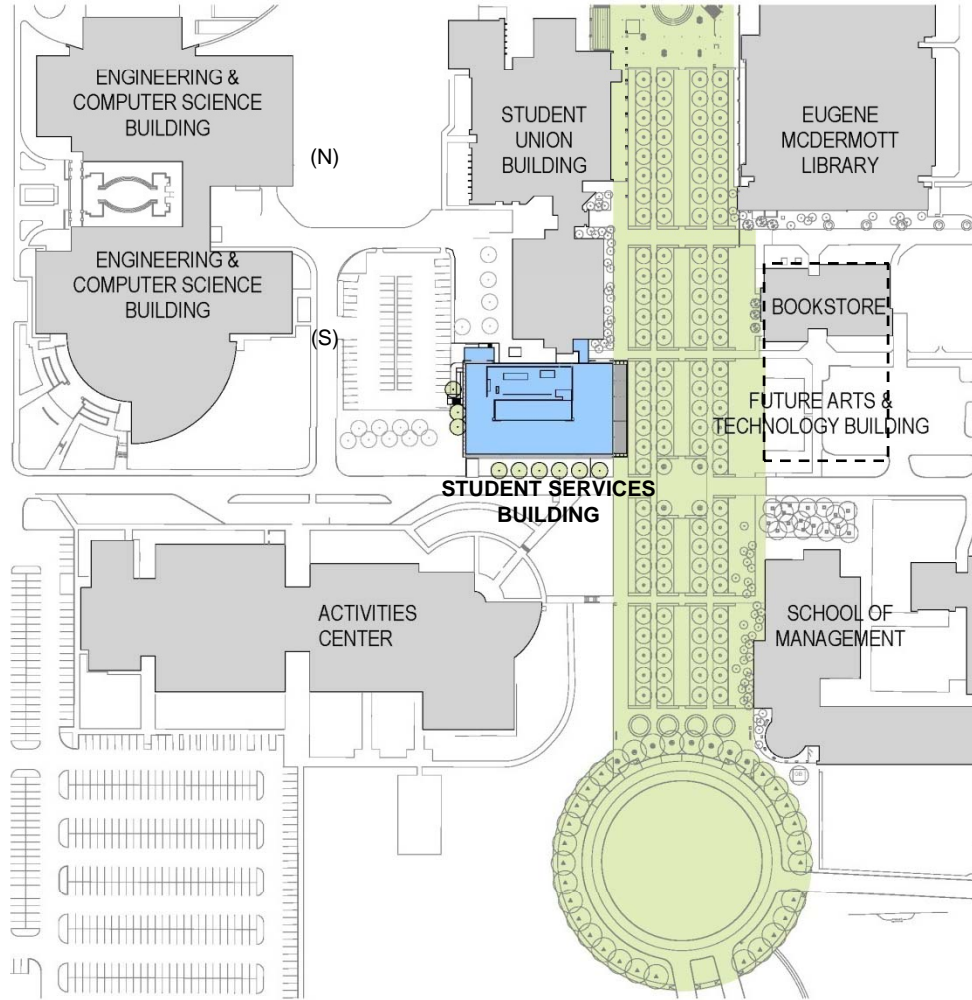 ENGINEERING &
COMPUTER SCIENCE
BUILDING
(N)
STUDENT
UNION
BUILDING
EUGENE
MCDERMOTT
LIBRARY
ENGINEERING &
COMPUTER SCIENCE
BUILDING
(S)
BOOKSTORE
FUTURE ARTS &
TECHNOLOGY BUILDING
STUDENT SERVICES
BUILDING
ACTIVITIES
CENTER
SCHOOL OF
MANAGEMENT